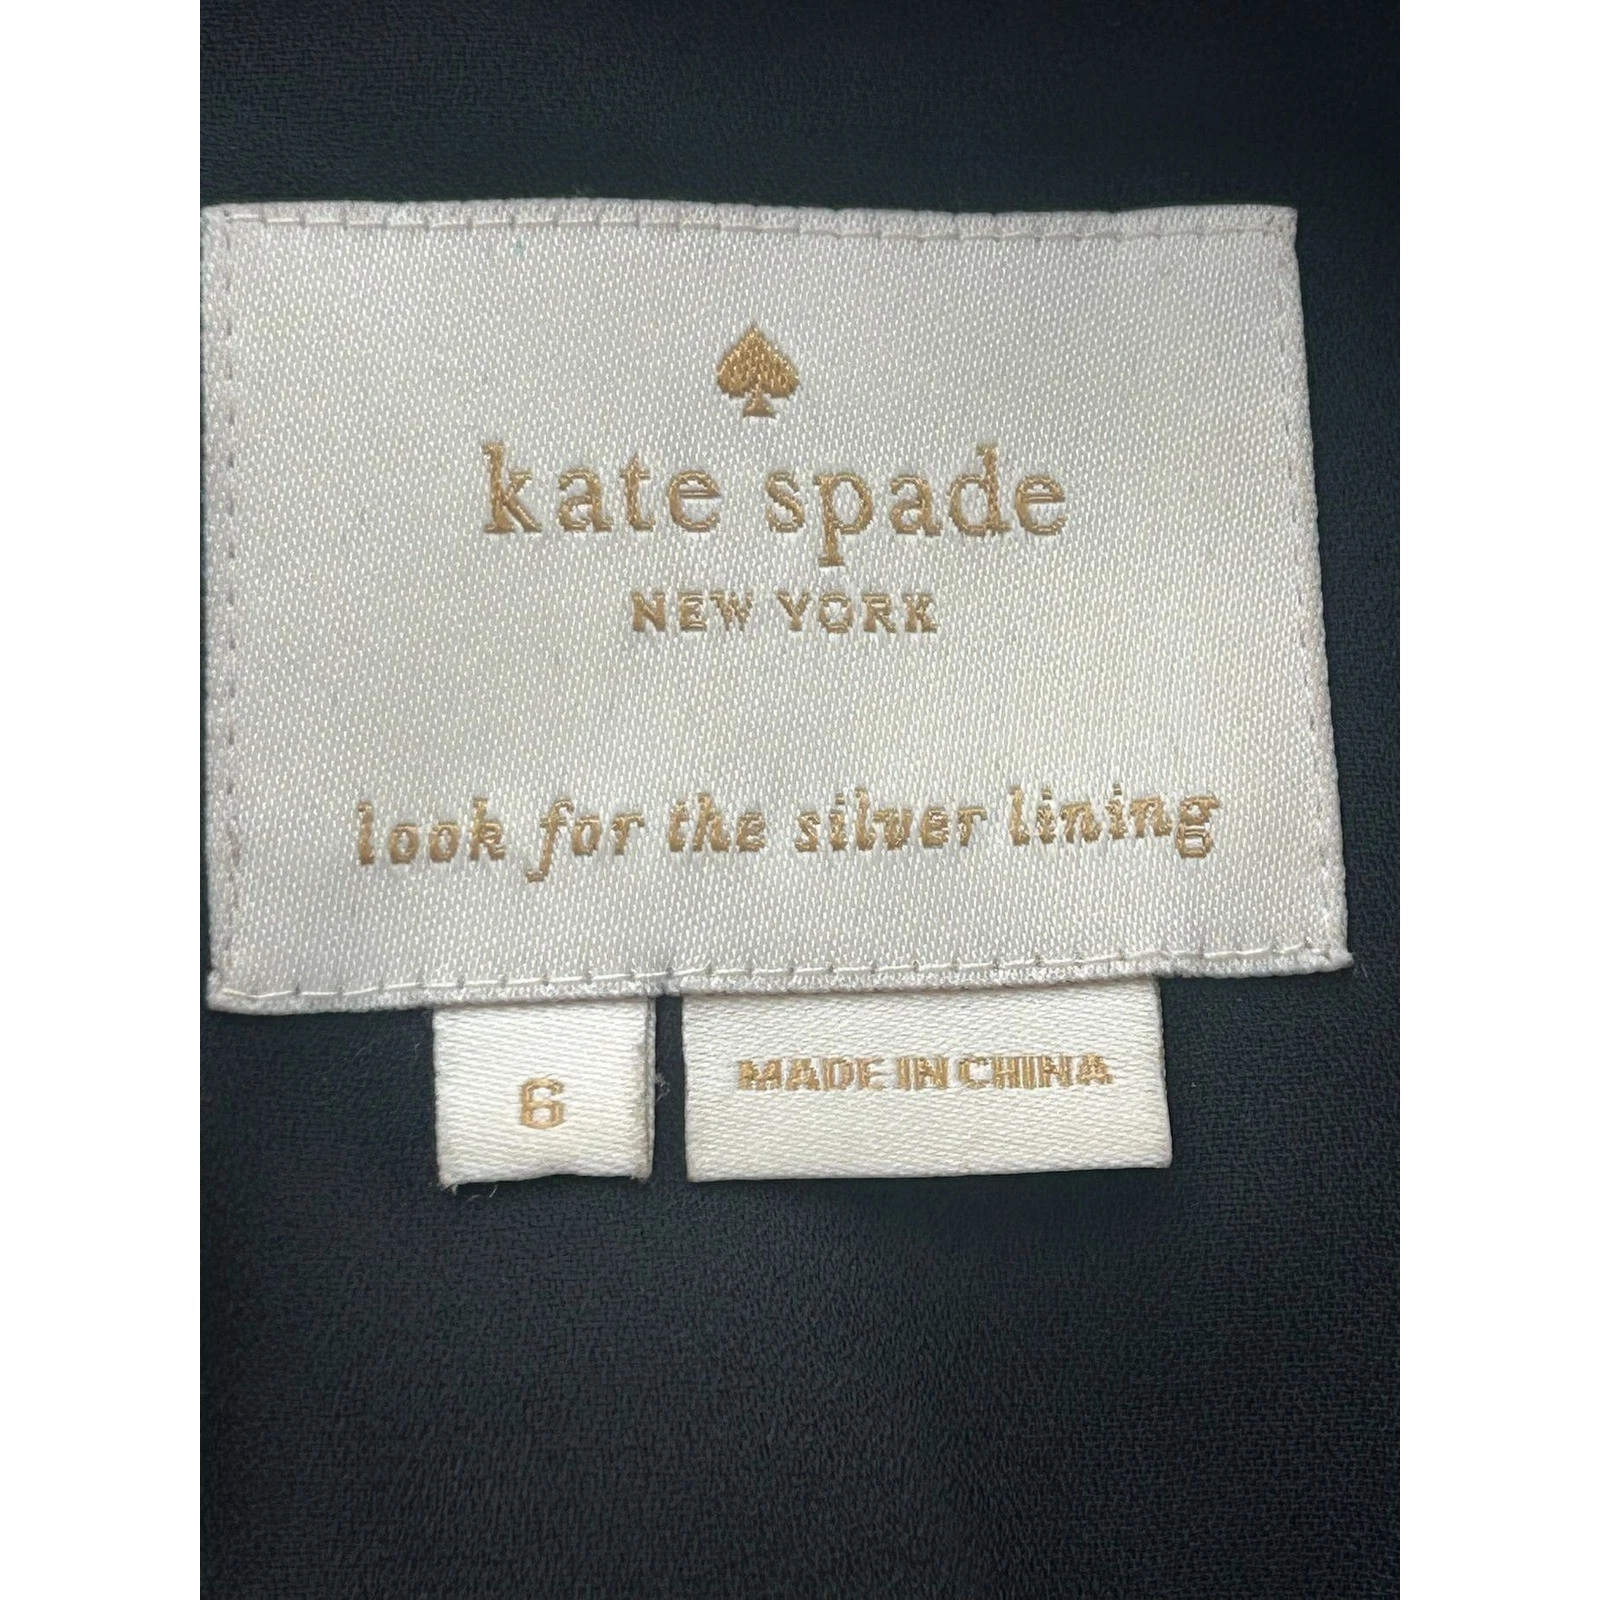 kate spade
NEW YORK
look for the silver lining
6
MADE IN CHINA